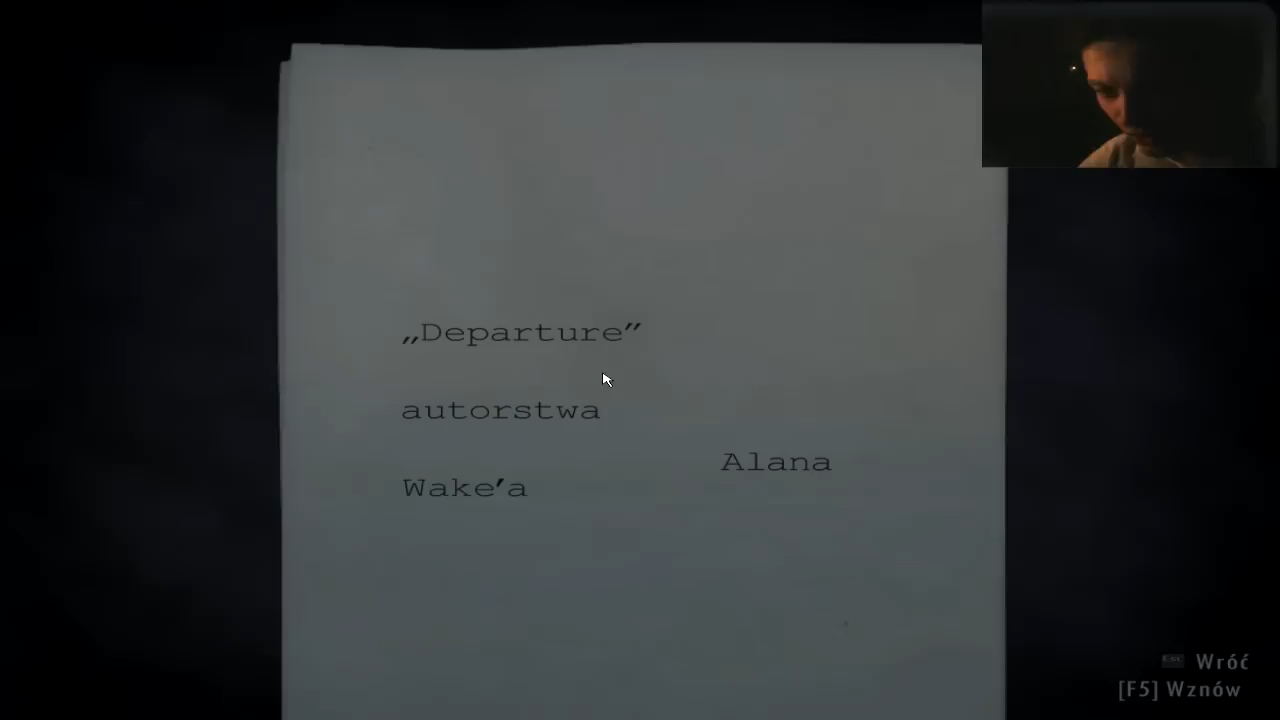 „Departure”
autorstwa
Alana
Wake’a
Wróć
[F5] Wznów